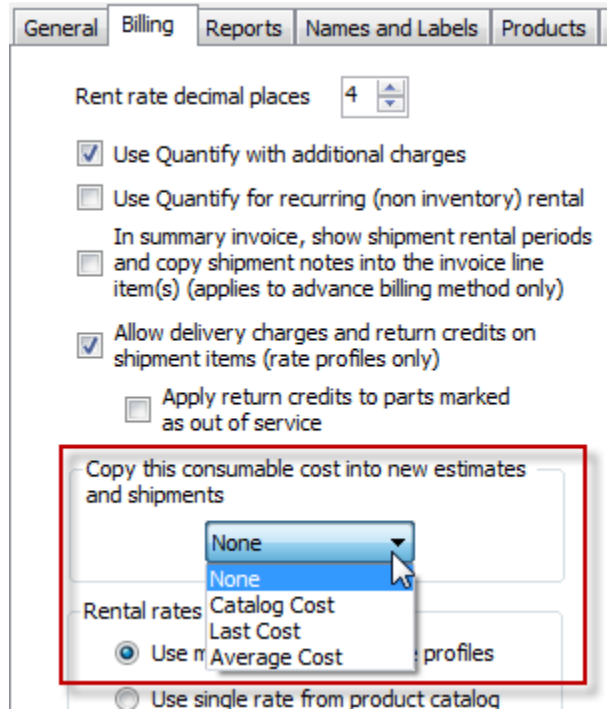 General Billing Reports Names and Labels Products
Rent rate decimal places 4
Use Quantify with additional charges
Use Quantify for recurring (non inventory) rental
In summary invoice, show shipment rental periods
and copy shipment notes into the invoice line
item(s) (applies to advance billing method only)
Allow delivery charges and return credits on
shipment items (rate profiles only)
Apply return credits to parts marked
as out of service
Copy this consumable cost into new estimates
and shipments
None
None
Catalog Cost
Last Cost
Average Cost
Rental rates
Use profiles
Use single rate from product catalog